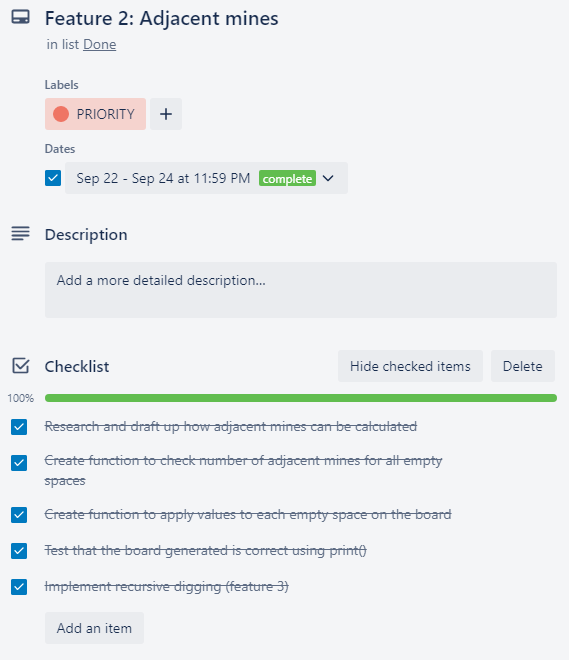 Feature 2: Adjacent mines
in list Done
Labels
PRIORITY +
Dates
Sep 22 - Sep 24 at 11:59 PM complete
Description
Add a more detailed description...
Checklist Hide checked items Delete
100%
Research and draft up how adjacent mines can be calculated
Create function to check number of adjacent mines for all empty
spaces
Create function to apply values to each empty space on the board
Test that the board generated is correct using print()
Implement recursive digging (feature 3)
Add an item